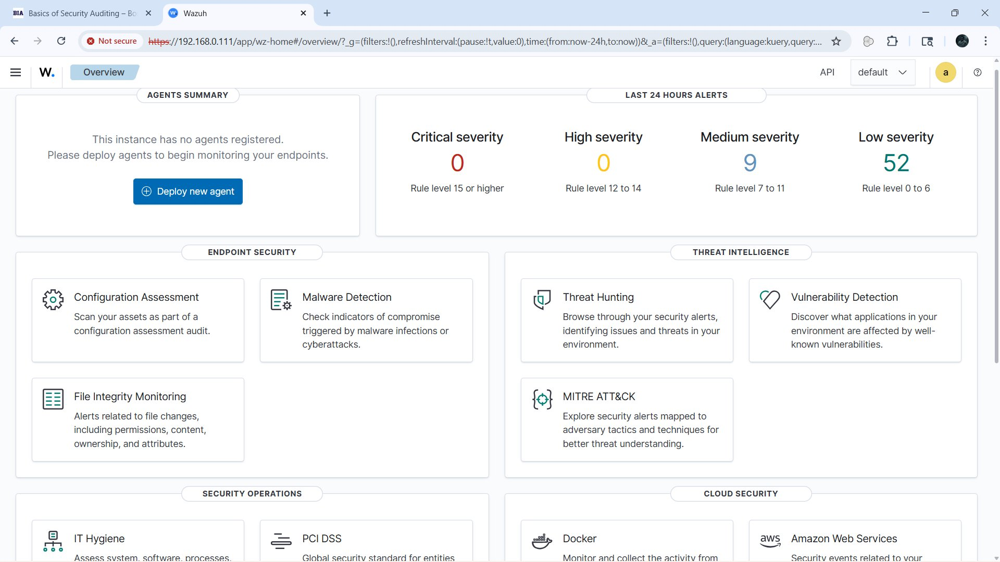 BIA Basics of Security Auditing – Bo
Wazuh
Not secure https://192.168.0.111/app/wz-home#/overview/?_g=(filters:!(),refreshInterval:(pause:!t,value:0),time:(from:now-24h,to:now))&_a=(filters:!(),query:(language:kuery,query:...
W. Overview API default a
AGENTS SUMMARY
This instance has no agents registered.
Please deploy agents to begin monitoring your endpoints.
Deploy new agent
LAST 24 HOURS ALERTS
Critical severity
0
Rule level 15 or higher
High severity
0
Rule level 12 to 14
Medium severity
9
Rule level 7 to 11
Low severity
52
Rule level 0 to 6
ENDPOINT SECURITY
Configuration Assessment
Scan your assets as part of a
configuration assessment audit.
Malware Detection
Check indicators of compromise
triggered by malware infections or
cyberattacks.
File Integrity Monitoring
Alerts related to file changes,
including permissions, content,
ownership, and attributes.
THREAT INTELLIGENCE
Threat Hunting
Browse through your security alerts,
identifying issues and threats in your
environment.
Vulnerability Detection
Discover what applications in your
environment are affected by well-
known vulnerabilities.
MITRE ATT&CK
Explore security alerts mapped to
adversary tactics and techniques for
better threat understanding.
SECURITY OPERATIONS
IT Hygiene
Assess system, software, processes,
PCI DSS
Global security standard for entities
CLOUD SECURITY
Docker
Monitor and collect the activity from
aws
Amazon Web Services
Security events related to your